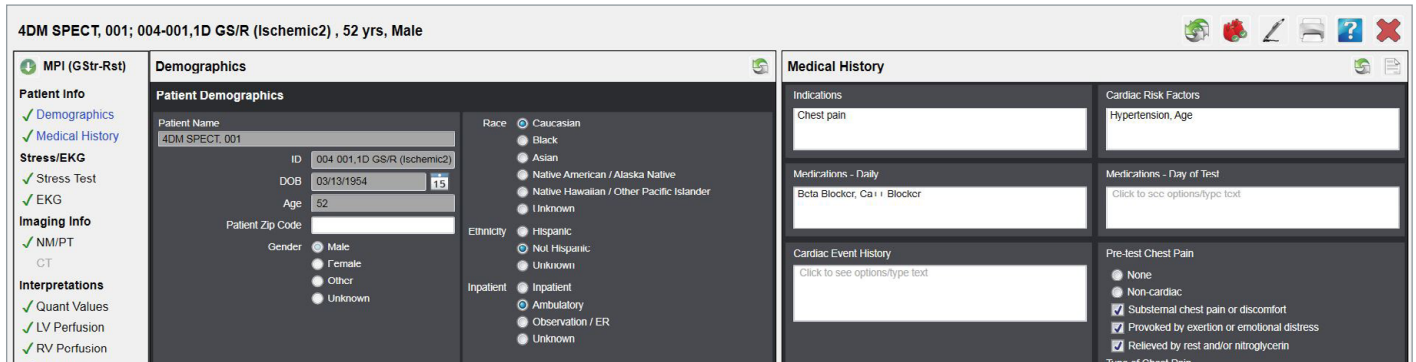 4DM SPECT, 001; 004-001,1D GS/R (Ischemic2) , 52 yrs, Male
MPI (GStr-Rst)
Patient Info
Demographics
Medical History
Stress/EKG
Stress Test
EKG
Imaging Info
NM/PT
CT
Interpretations
Quant Values
LV Perfusion
RV Perfusion
Demographics
Patient Demographics
Patient Name
4DM SPECT, 001
ID 004 001,1D GS/R (Ischemic2)
DOB 03/13/1954 15
Age 52
Patient Zip Code
Gender Male
Female
Other
Unknown
Race Caucasian
Black
Asian
Native American / Alaska Native
Native Hawaiian / Other Pacific Islander
Unknown
Ethnicity Hispanic
Not Hispanic
Unknown
Inpatient Inpatient
Ambulatory
Observation / ER
Unknown
Medical History
Indications
Chest pain
Cardiac Risk Factors
Hypertension, Age
Medications - Daily
Beta Blocker, Ca++ Blocker
Medications - Day of Test
Click to see options/type text
Cardiac Event History
Click to see options/type text
Pre-test Chest Pain
None
Non-cardiac
Substernal chest pain or discomfort
Provoked by exertion or emotional distress
Relieved by rest and/or nitroglycerin
Type of Chest Pain